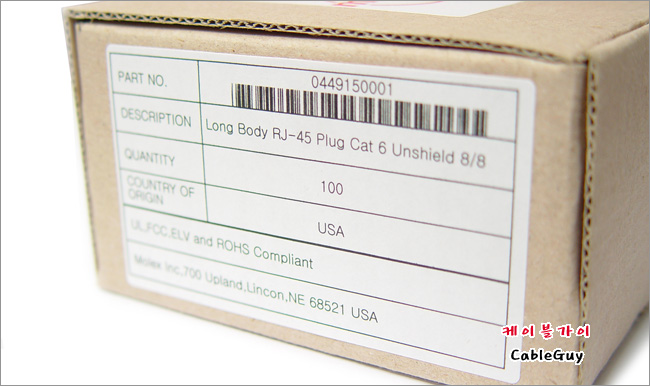 PART NO. 0449150001
DESCRIPTION Long Body RJ-45 Plug Cat 6 Unshield 8/8
QUANTITY 100
COUNTRY OF ORIGIN USA
UL,FCC,ELV and ROHS Compliant
Molex Inc,700 Upland,Lincon,NE 68521 USA
케이블가이
CableGuy